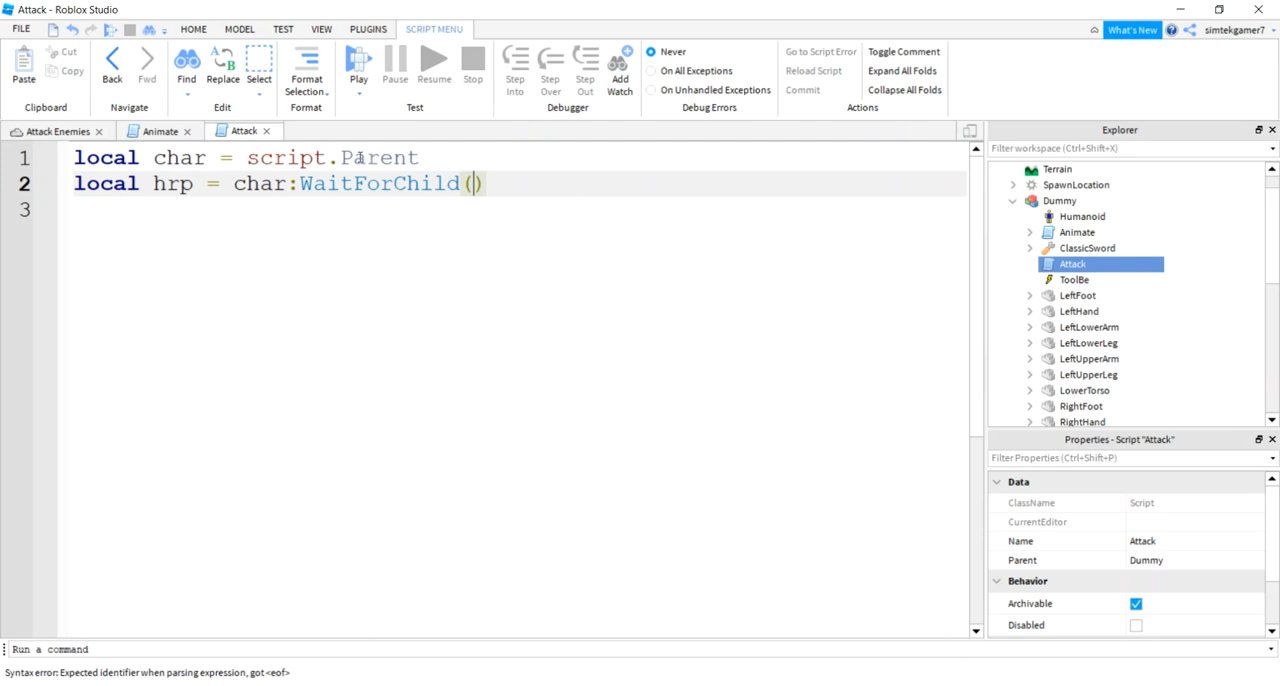 Attack - Roblox Studio
FILE HOME MODEL TEST VIEW PLUGINS SCRIPT MENU What's New simtekgamer7
Paste Cut Copy Back Fwd Find Replace Select Format Selection Play Pause Resume Stop Step Into Step Over Step Out Add Watch
Never On All Exceptions On Unhandled Exceptions
Go to Script Error Reload Script Commit
Toggle Comment Expand All Folds Collapse All Folds
Clipboard Navigate Edit Format Test Debugger Debug Errors Actions
Attack Enemies Animate Attack
1 local char = script.Parent
2 local hrp = char:WaitForChild()
3
Explorer
Filter workspace (Ctrl+Shift+X)
Terrain
SpawnLocation
Dummy
Humanoid
Animate
ClassicSword
Attack
ToolBe
LeftFoot
LeftHand
LeftLowerArm
LeftLowerLeg
LeftUpperArm
LeftUpperLeg
LowerTorso
RightFoot
RightHand
Properties - Script "Attack"
Filter Properties (Ctrl+Shift+P)
Data
ClassName Script
CurrentEditor
Name Attack
Parent Dummy
Behavior
Archivable
Disabled
Run a command
Syntax error: Expected identifier when parsing expression, got <eof>